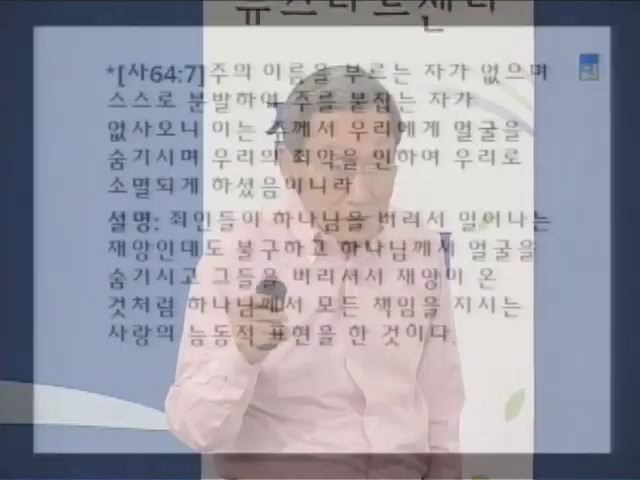 뉴스타트센터
*[사64:7]주의 이름을 부르는 자가 없으며
스스로 분발하여 주를 붙잡는 자가
없사오니 이는 주께서 우리에게 얼굴을
숨기시며 우리의 죄악을 인하여 우리로
소멸되게 하셨음이니라
설명: 죄인들이 하나님을 버리서 일어나는
재앙인데도 불구하고 하나님께서 얼굴을
숨기시고 그들을 버리셔서 재앙이 온
것처럼 하나님께서 모든 책임을 지시는
사랑의 능동적 표현을 한 것이다.